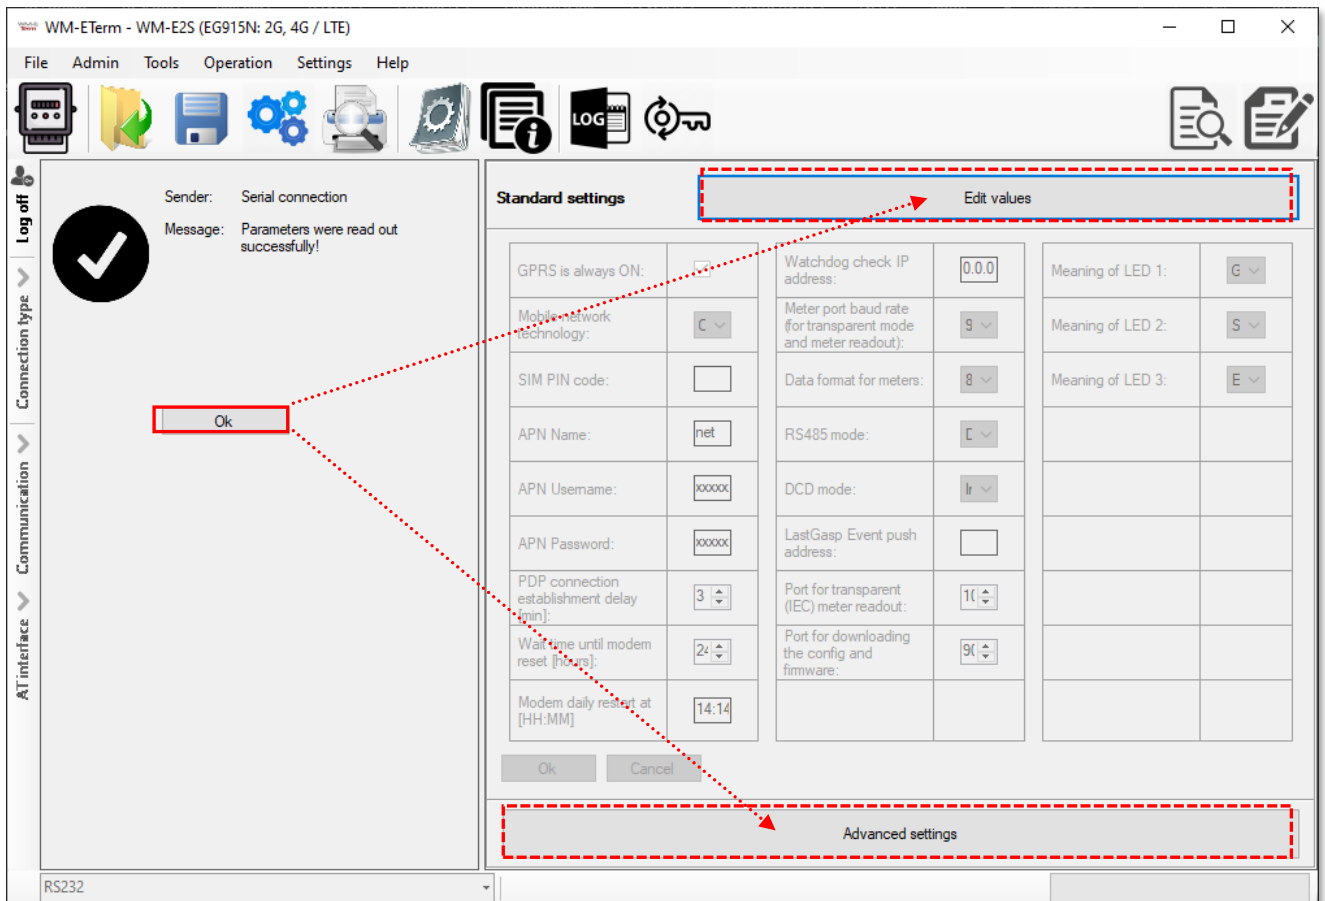 WM-ETerm - WM-E2S (EG915N: 2G, 4G / LTE)
File Admin Tools Operation Settings Help
LOG
Log off
Connection type
Communication
AT interface
Sender: Serial connection
Message: Parameters were read out
successfully!
Ok
Standard settings
Edit values
GPRS is always ON:
Mobile network
technology:
C
SIM PIN code:
APN Name:
net
APN Username:
xxxxx
APN Password:
xxxxx
PDP connection
establishment delay
[min]:
3
Wait time until modem
reset [hours]:
24
Modem daily restart at
[HH:MM]
14:14
Watchdog check IP
address:
0.0.0
Meter port baud rate
(for transparent mode
and meter readout):
9
Data format for meters:
8
RS485 mode:
DCD mode:
LastGasp Event push
address:
Port for transparent
(IEC) meter readout:
Port for downloading
the config and
firmware:
Meaning of LED 1:
G
Meaning of LED 2:
S
Meaning of LED 3:
E
Ok
Cancel
Advanced settings
RS232